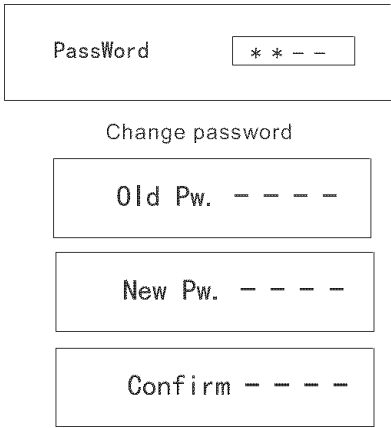 PassWord **--
Change password
Old Pw. ----
New Pw. ----
Confirm ----